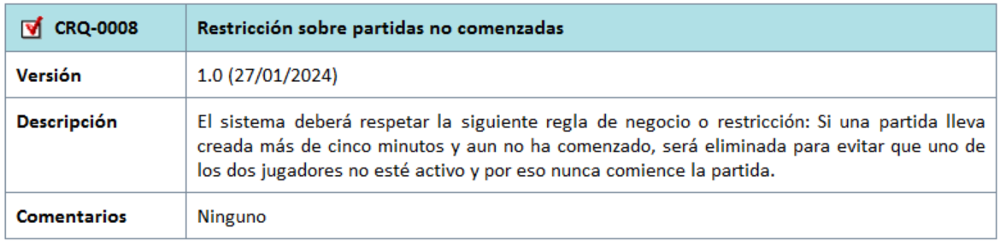 CRQ-0008 Restricción sobre partidas no comenzadas
Versión 1.0 (27/01/2024)
Descripción El sistema deberá respetar la siguiente regla de negocio o restricción: Si una partida lleva
creada más de cinco minutos y aun no ha comenzado, será eliminada para evitar que uno de
los dos jugadores no esté activo y por eso nunca comience la partida.
Comentarios Ninguno